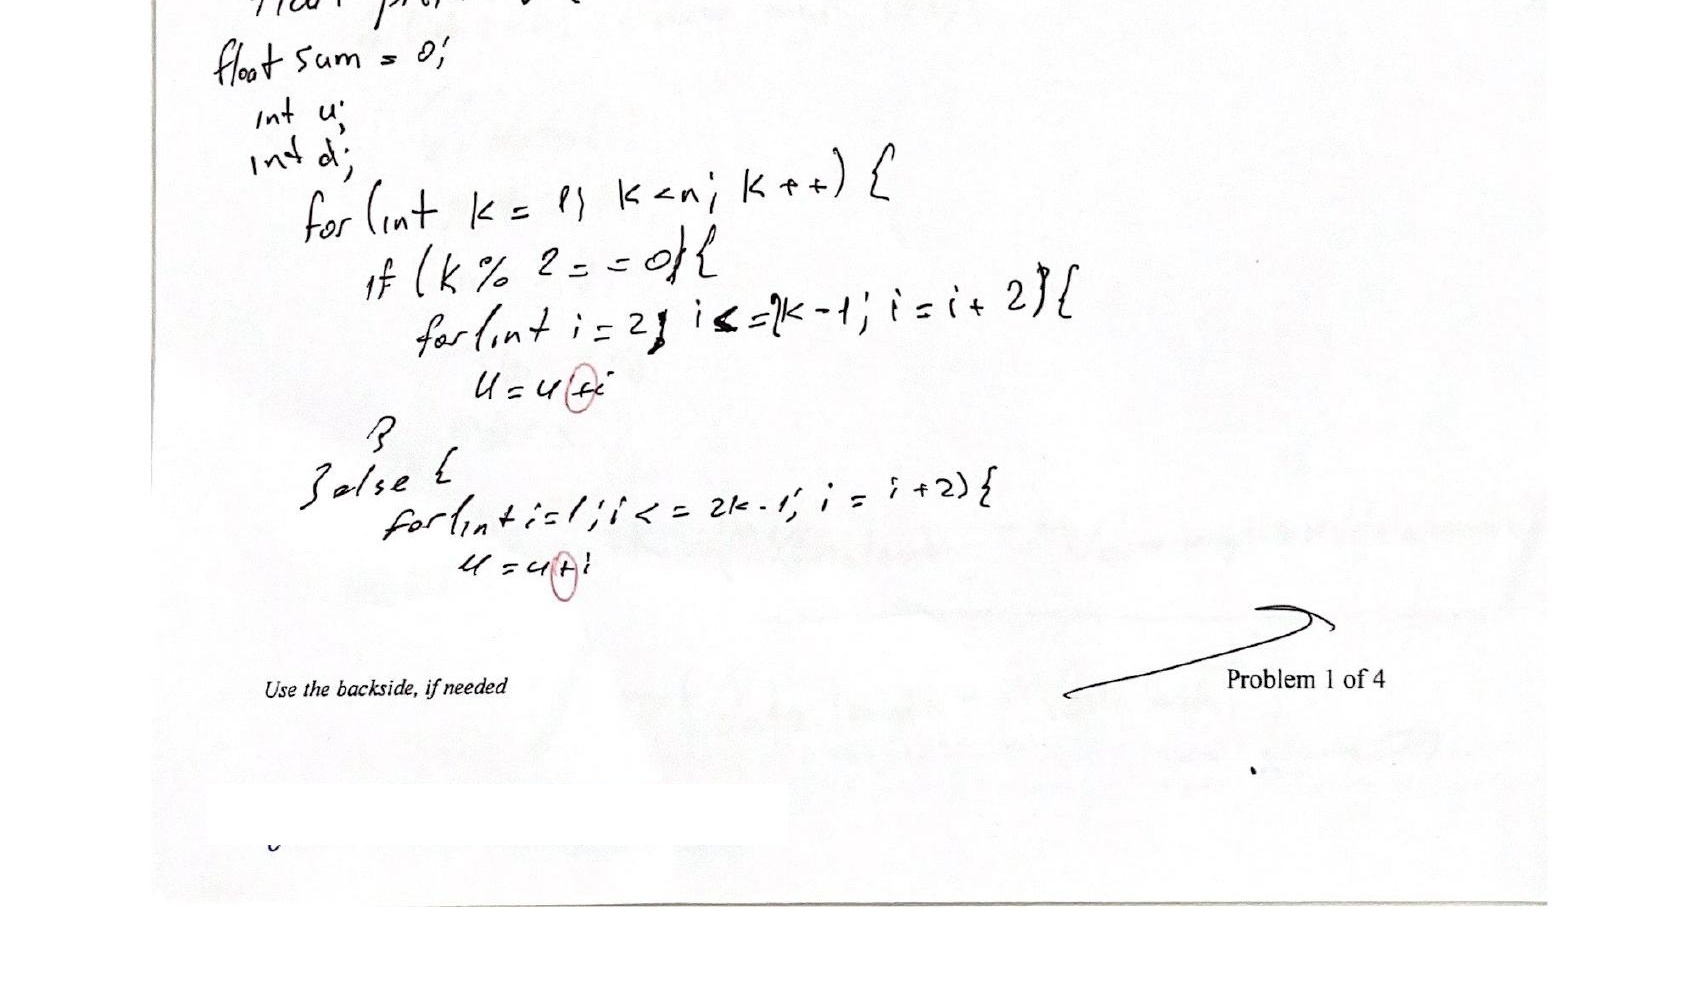 float sum = 0;
int u;
int d;
for (int k = 1; k < n; k++) {
if (k % 2 == 0) {
for (int i = 2; i <= 2k-1; i = i + 2) {
u = u + i
}
} else {
for (int i = 1; i <= 2k-1; i = i + 2) {
u = u + i
Use the backside, if needed
Problem 1 of 4